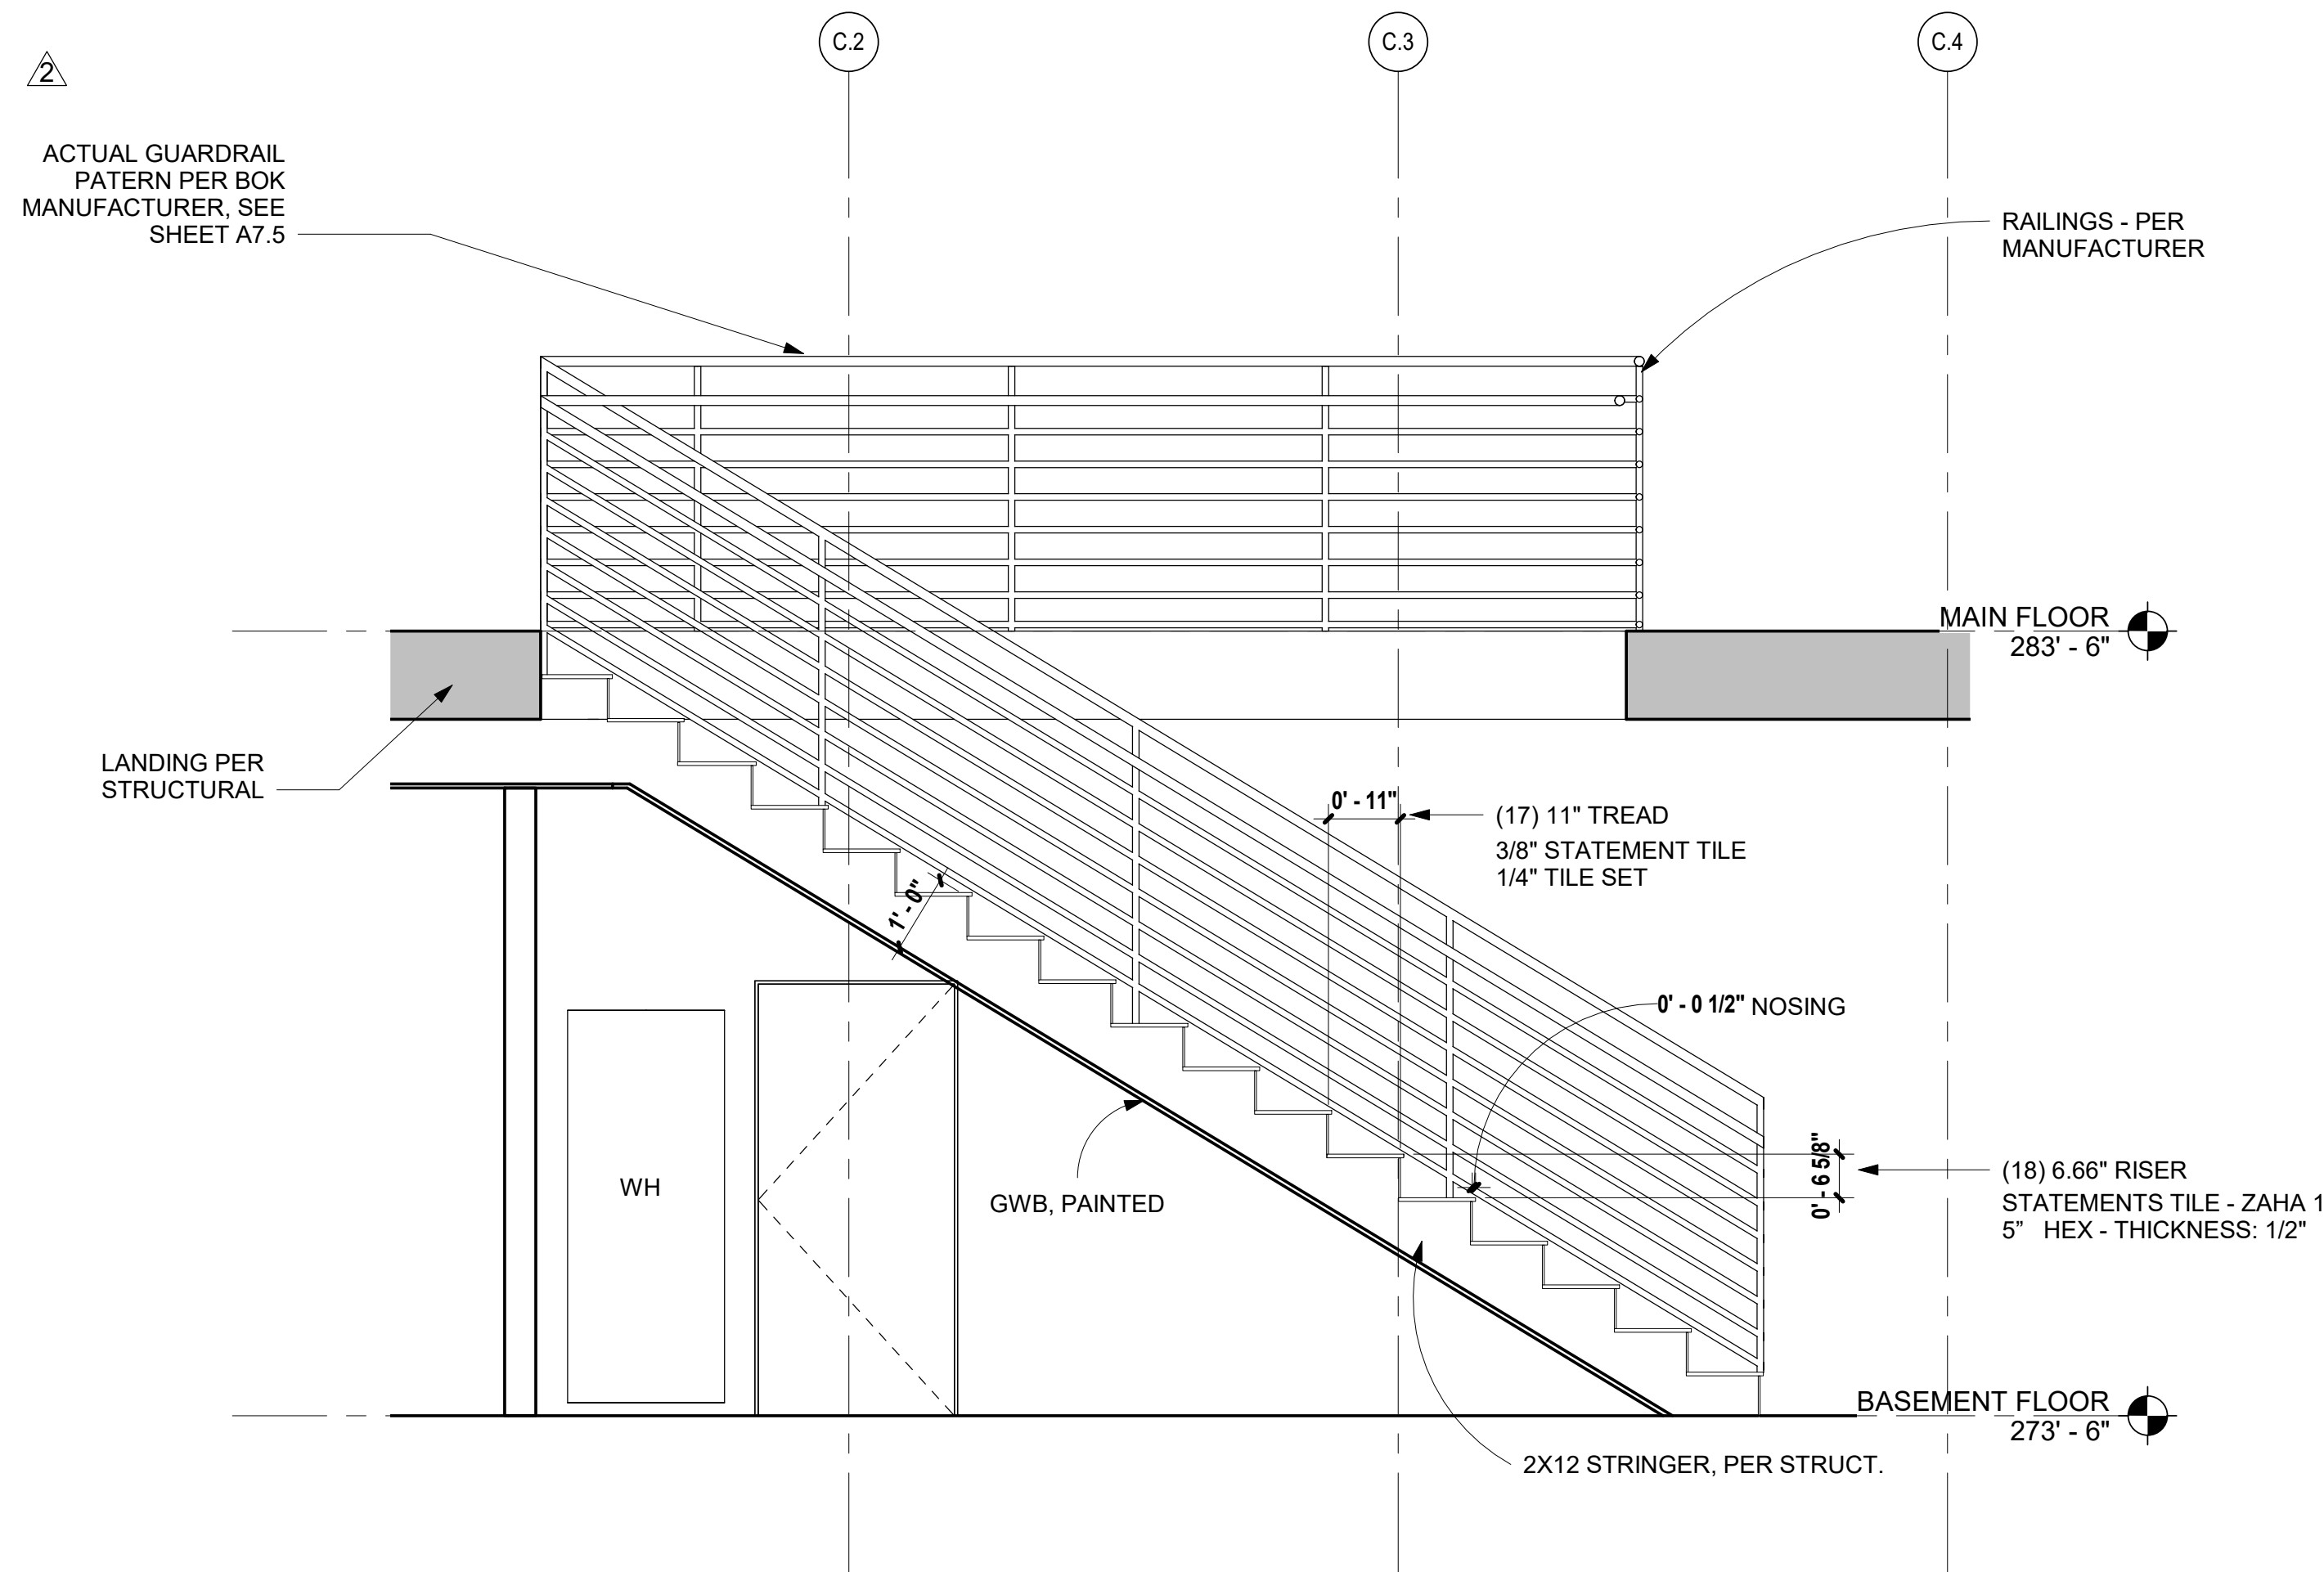 C.2
C.3
C.4
2
ACTUAL GUARDRAIL
PATERN PER BOK
MANUFACTURER, SEE
SHEET A7.5
RAILINGS - PER
MANUFACTURER
MAIN FLOOR
283' - 6"
LANDING PER
STRUCTURAL
0' - 11"
(17) 11" TREAD
3/8" STATEMENT TILE
1/4" TILE SET
1' - 0"
0' - 0 1/2" NOSING
0' - 6 5/8"
(18) 6.66" RISER
STATEMENTS TILE - ZAHA 1
5” HEX - THICKNESS: 1/2"
WH
GWB, PAINTED
BASEMENT FLOOR
273' - 6"
2X12 STRINGER, PER STRUCT.